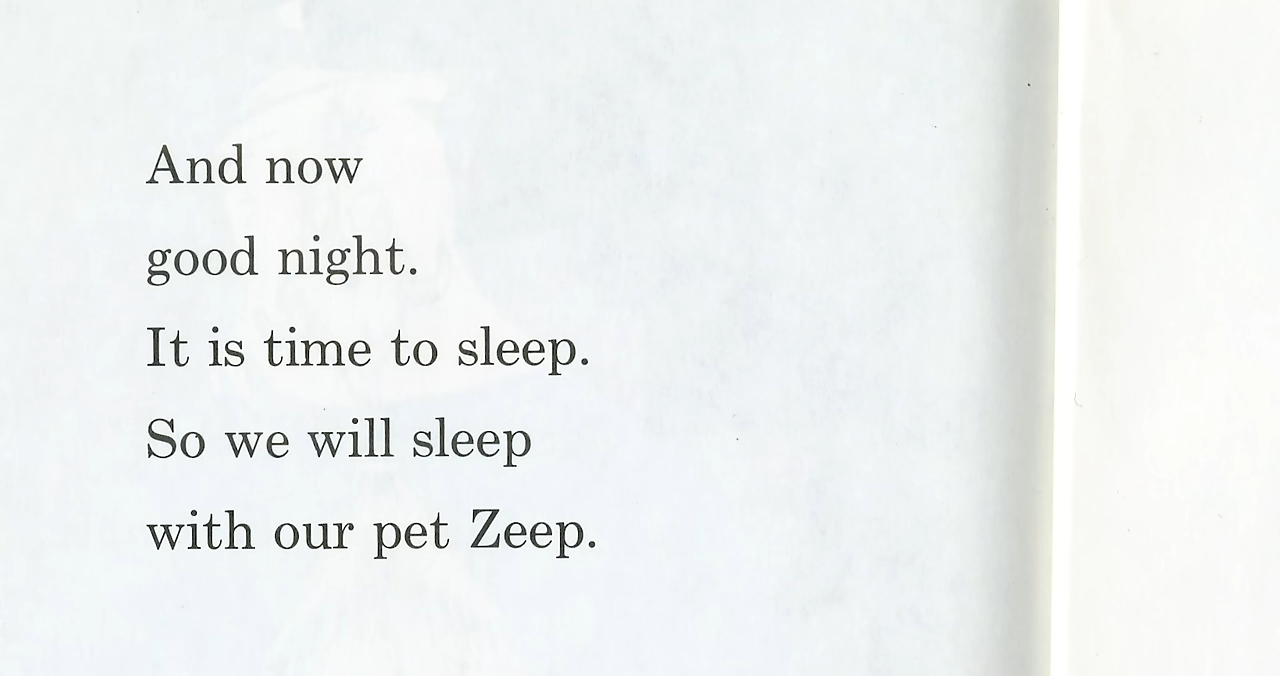 And now
good night.
It is time to sleep.
So we will sleep
with our pet Zeep.